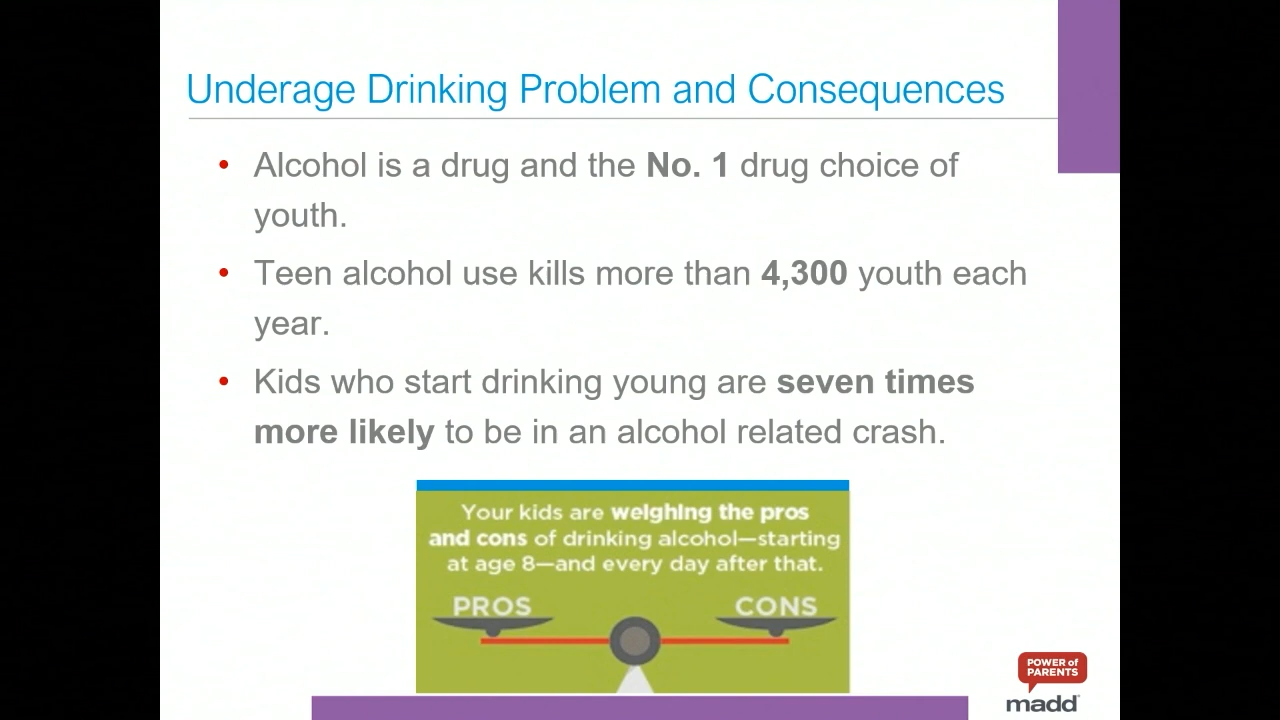 Underage Drinking Problem and Consequences
• Alcohol is a drug and the No. 1 drug choice of
youth.
• Teen alcohol use kills more than 4,300 youth each
year.
• Kids who start drinking young are seven times
more likely to be in an alcohol related crash.
Your kids are weighing the pros
and cons of drinking alcohol—starting
at age 8—and every day after that.
PROS
CONS
POWER of
PARENTS
madd